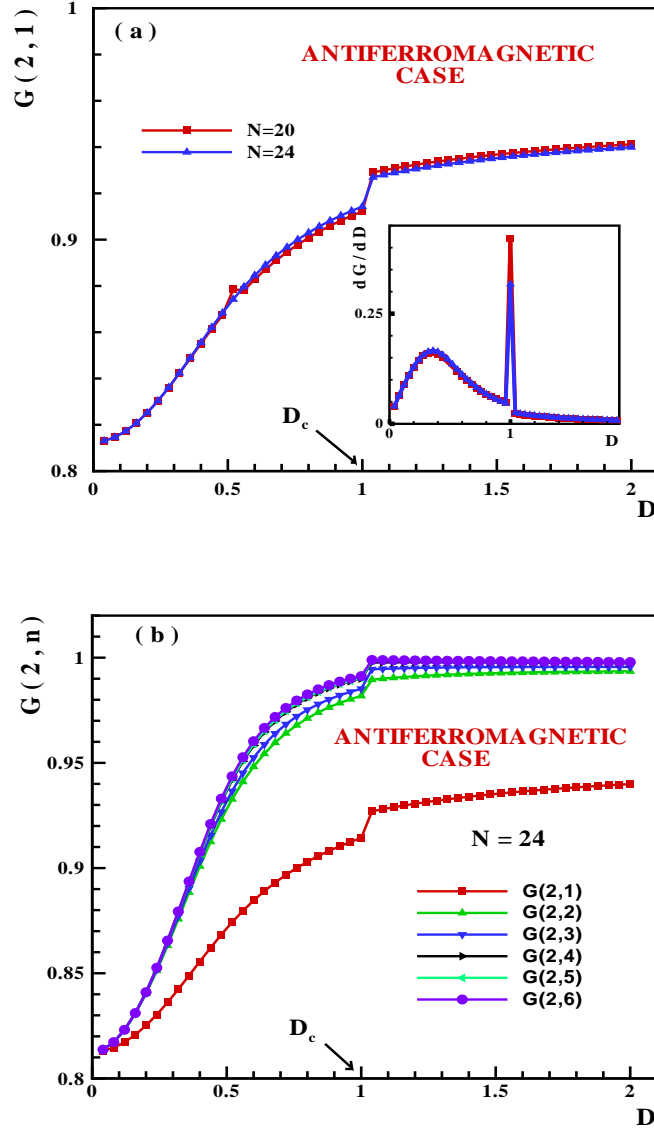 ( a )
ANTIFERROMAGNETIC
CASE
N=20
N=24
G ( 2 , 1 )
1
0.9
0.8
0
0.5
1
1.5
2
D
D c
d G / d D
0.25
0
0
1
D
( b )
G ( 2 , n )
1
0.95
0.9
0.85
0.8
ANTIFERROMAGNETIC
CASE
N = 24
G(2,1)
G(2,2)
G(2,3)
G(2,4)
G(2,5)
G(2,6)
D c
0
0.5
1
1.5
2
D